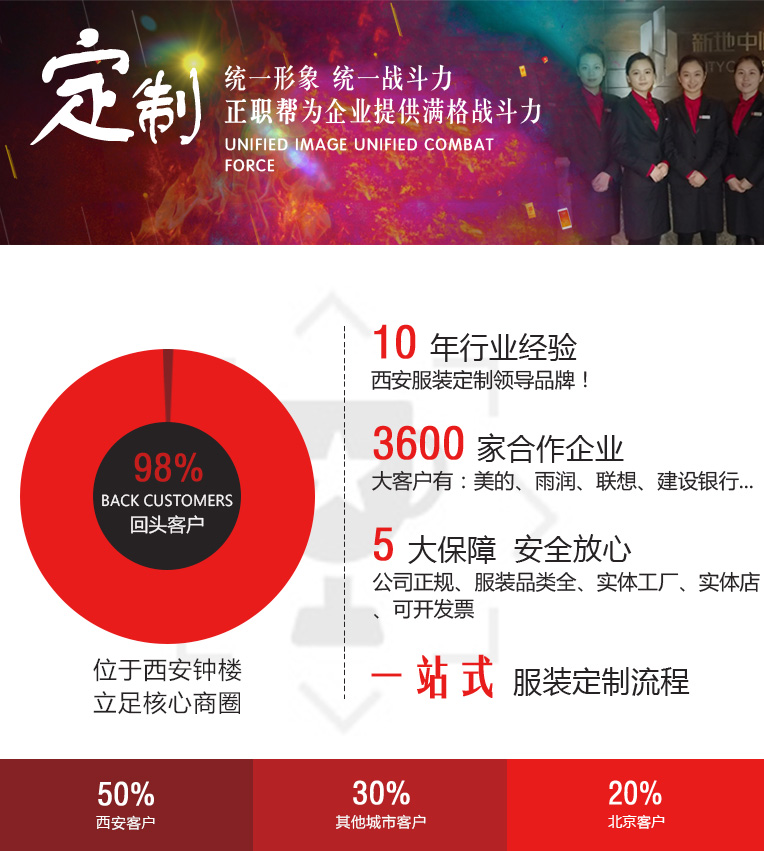 定制
统一形象 统一战斗力
正职帮为企业提供满格战斗力
UNIFIED IMAGE UNIFIED COMBAT
FORCE
新地中
ITYC
98%
BACK CUSTOMERS
回头客户
位于西安钟楼
立足核心商圈
10 年行业经验
西安服装定制领导品牌！
3600 家合作企业
大客户有：美的、雨润、联想、建设银行...
5 大保障 安全放心
公司正规、服装品类全、实体工厂、实体店
、可开发票
一站式 服装定制流程
50%
西安客户
30%
其他城市客户
20%
北京客户